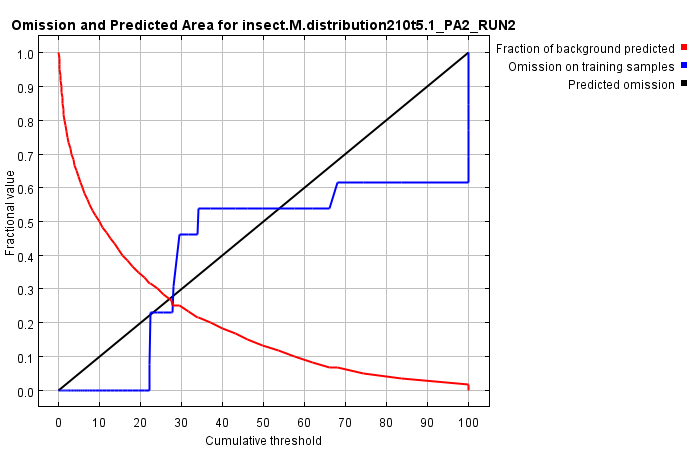 Omission and Predicted Area for insect.M.distribution210t5.1_PA2_RUN2
Fraction of background predicted
Omission on training samples
Predicted omission
1.0
0.9
0.8
0.7
0.6
0.5
0.4
0.3
0.2
0.1
0.0
Fractional value
0 10 20 30 40 50 60 70 80 90 100
Cumulative threshold